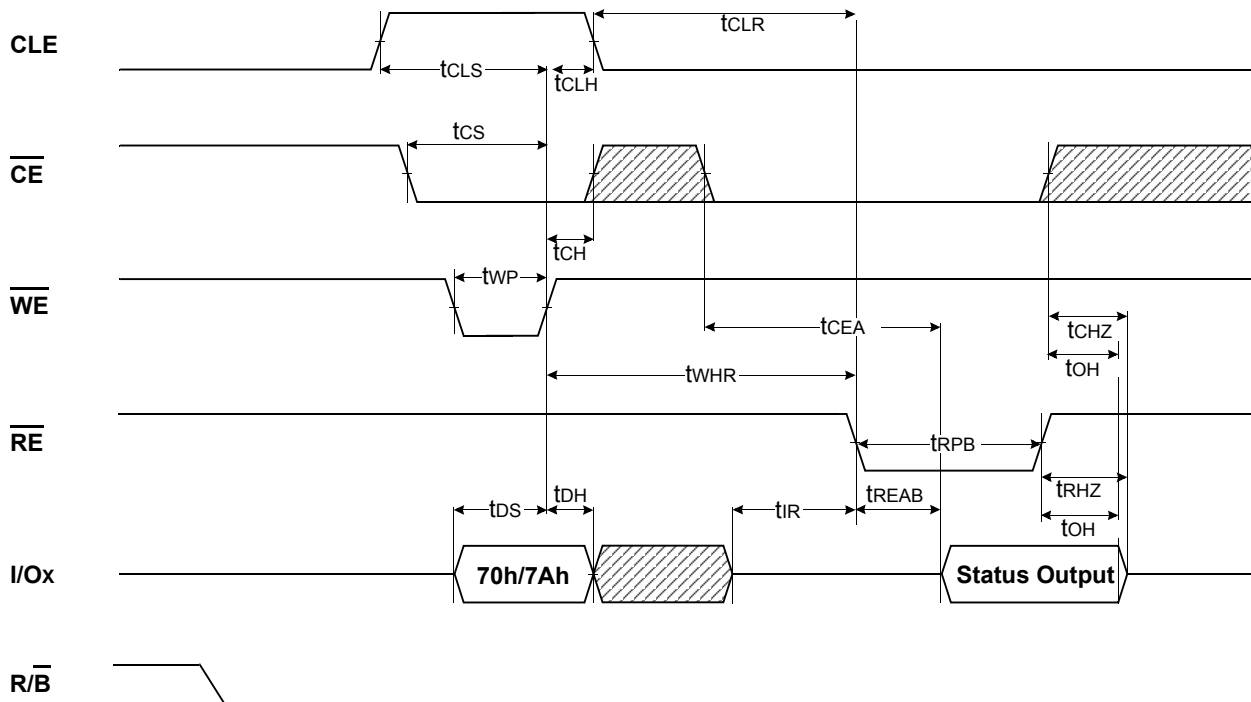 CLE
tCLR
tCLS
tCLH
tCS
CE
tCH
tWP
WE
tCEA
tCHZ
tOH
tWHR
RE
tRPB
tDH
tREAB
tRHZ
tDS
tIR
tOH
I/Ox
70h/7Ah
Status Output
R/B